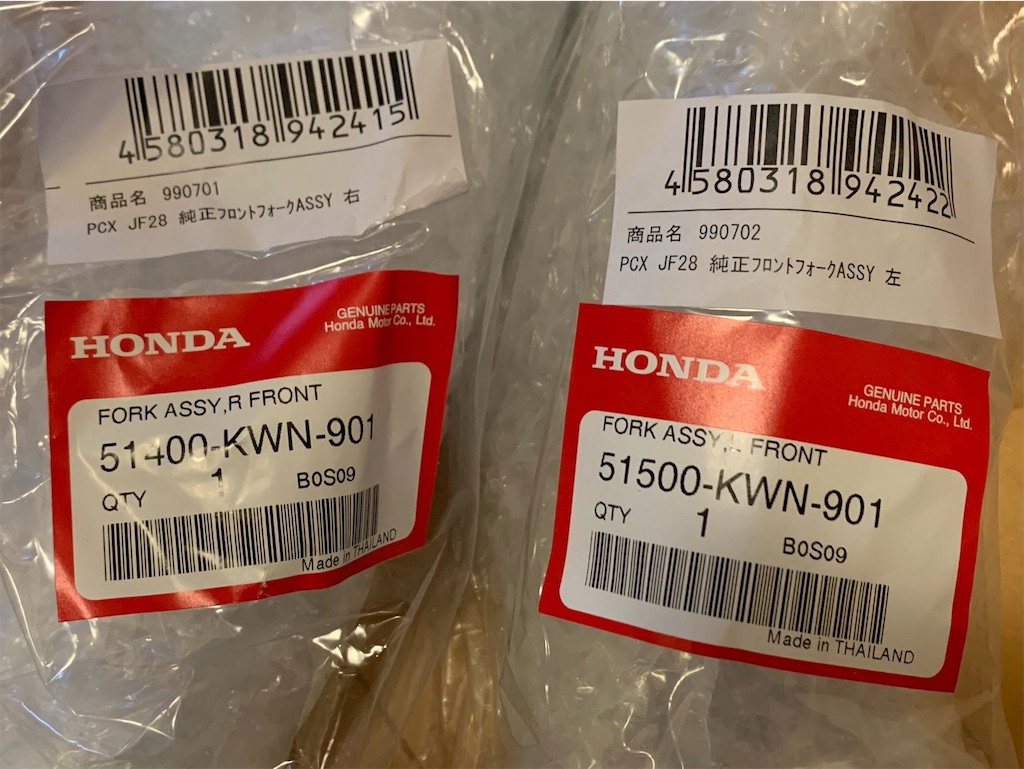 4580318942415
商品名 990701
PCX JF28 純正フロントフォークASSY 右
HONDA
GENUINE PARTS
Honda Motor Co., Ltd.
FORK ASSY,R FRONT
51400-KWN-901
QTY 1 B0S09
Made in THAILAND
4580318942422
商品名 990702
PCX JF28 純正フロントフォークASSY 左
HONDA
GENUINE PARTS
Honda Motor Co., Ltd.
FORK ASSY,L FRONT
51500-KWN-901
QTY 1 B0S09
Made in THAILAND